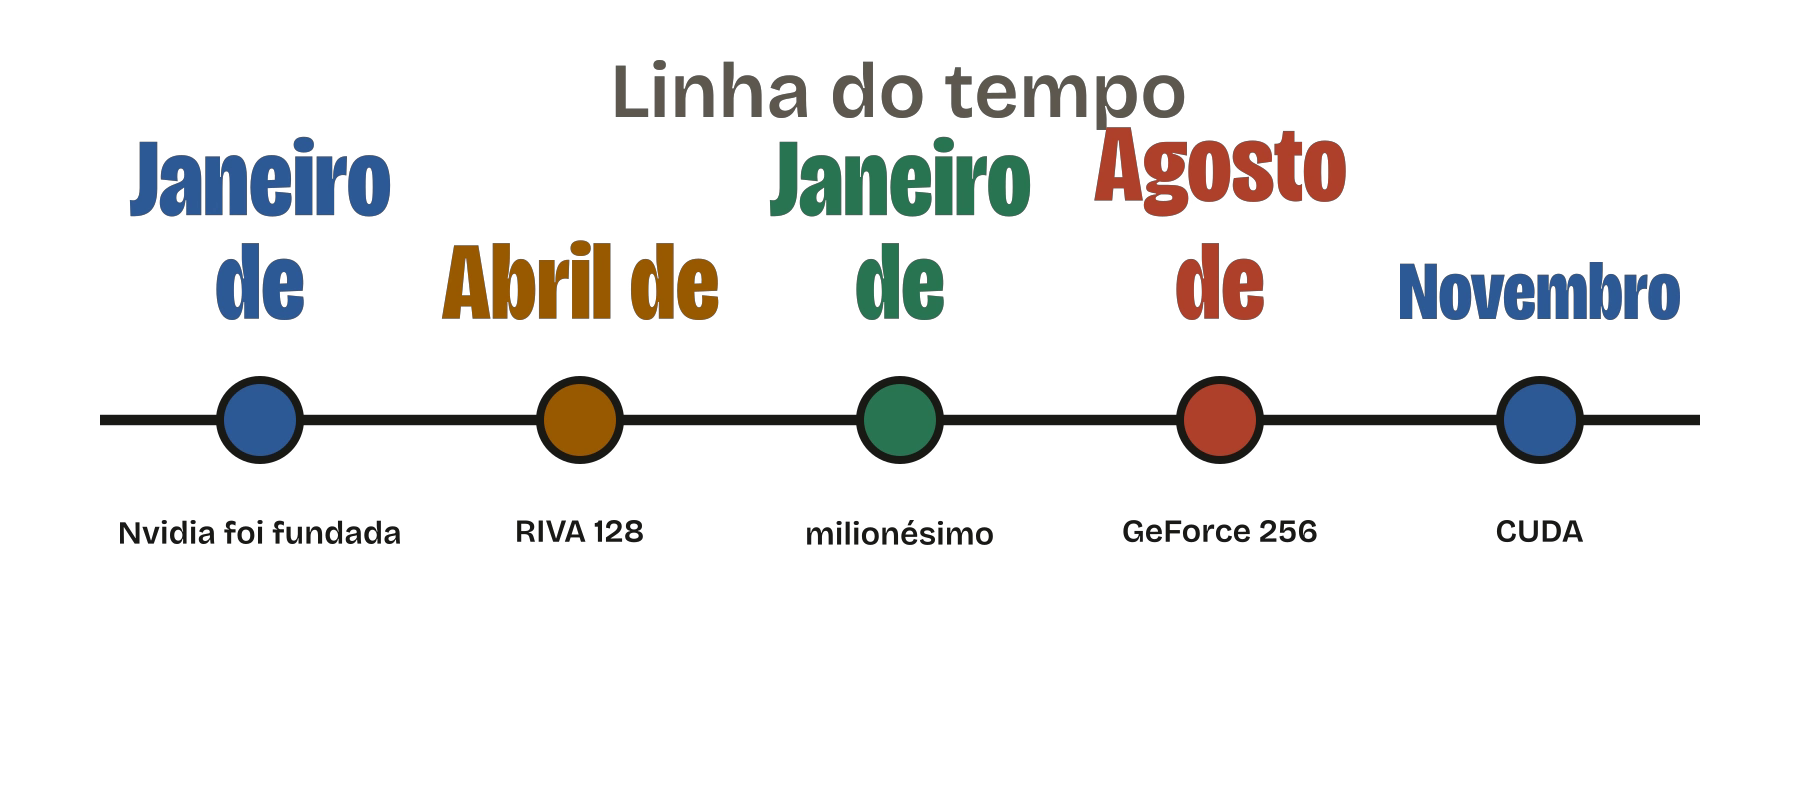 Linha do tempo
Janeiro
de
Abril de
Janeiro
de
Agosto
de
Novembro
Nvidia foi fundada
RIVA 128
milionésimo
GeForce 256
CUDA